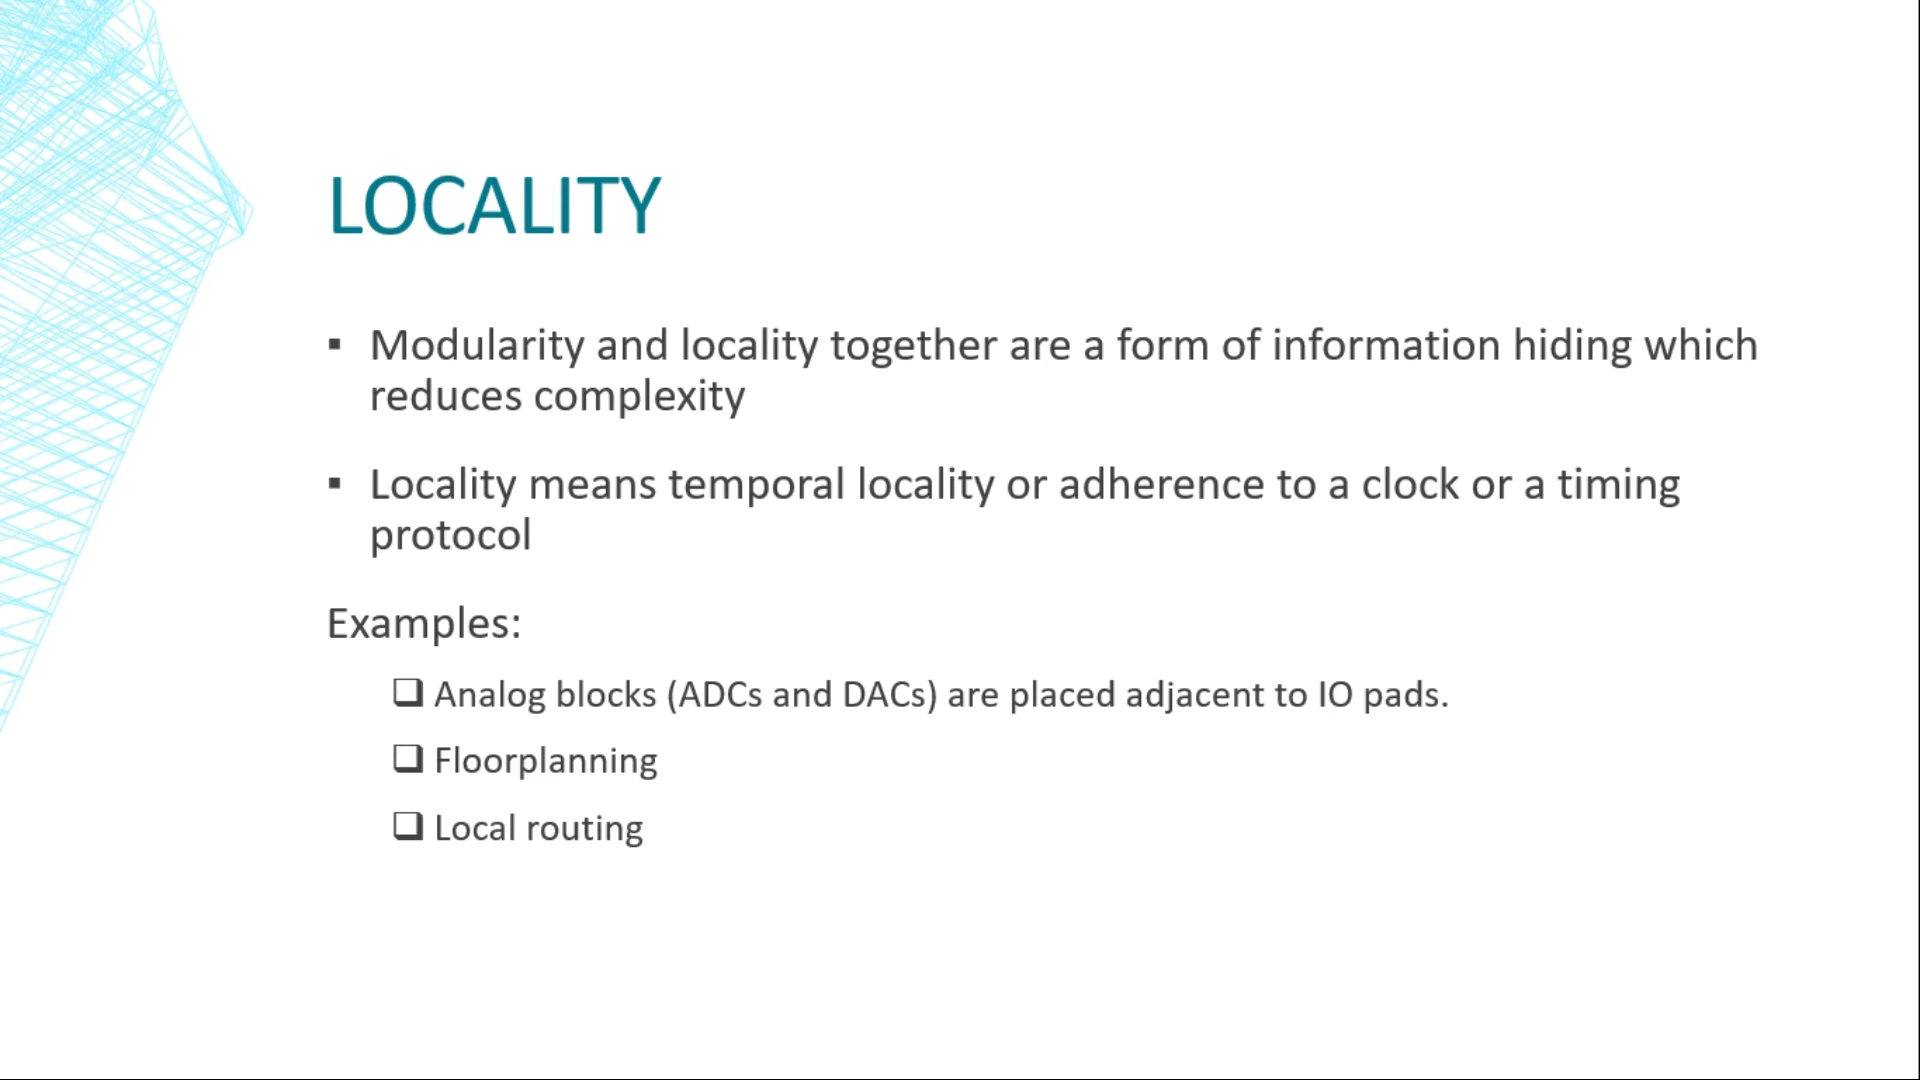 LOCALITY
▪ Modularity and locality together are a form of information hiding which
reduces complexity
▪ Locality means temporal locality or adherence to a clock or a timing
protocol
Examples:
❑ Analog blocks (ADCs and DACs) are placed adjacent to IO pads.
❑ Floorplanning
❑ Local routing